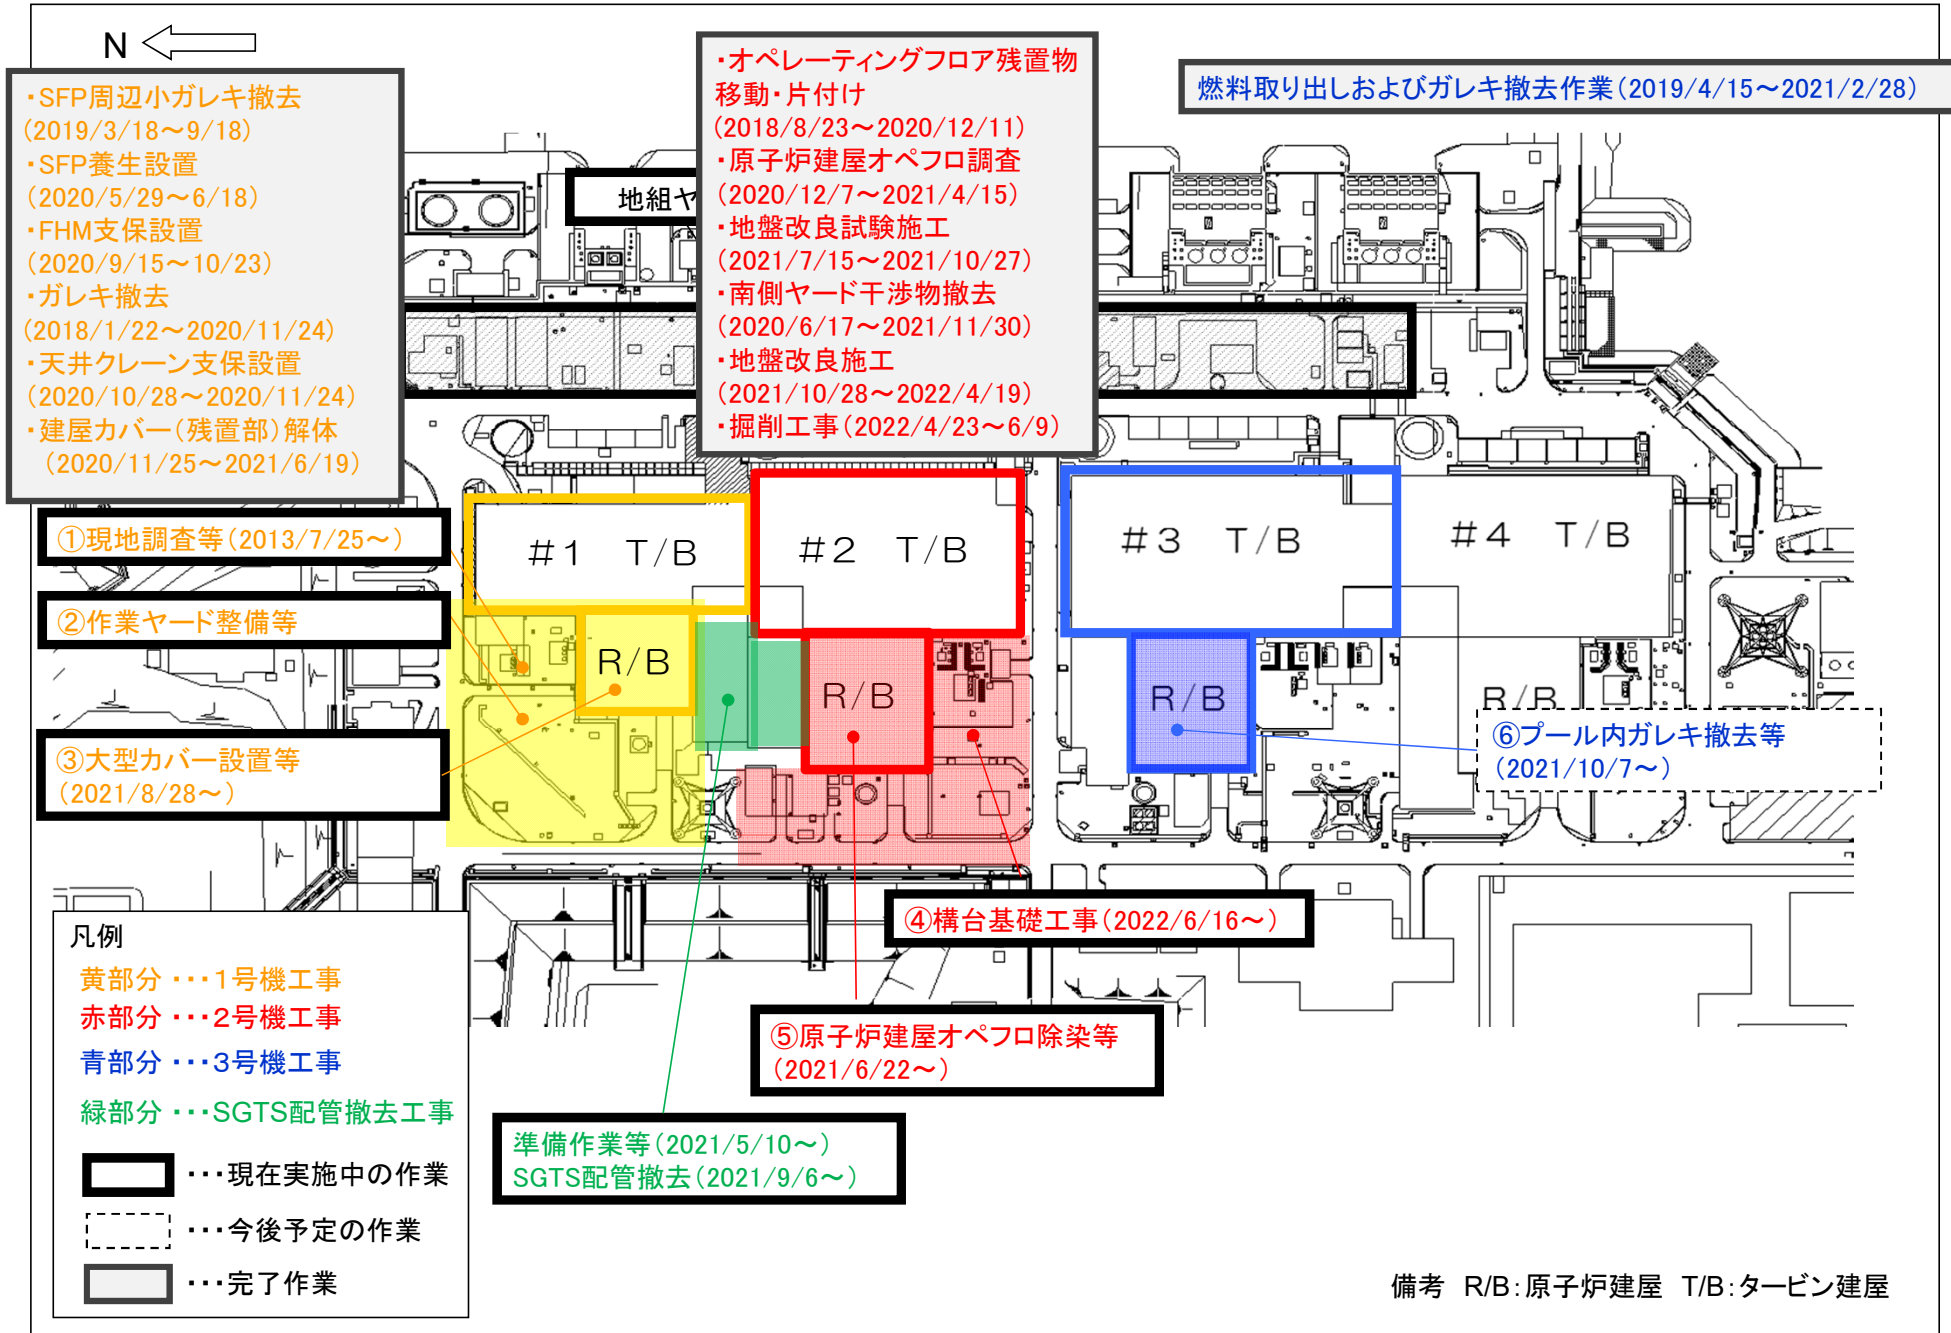 N
・SFP周辺小ガレキ撤去
(2019/3/18～9/18)
・SFP養生設置
(2020/5/29～6/18)
・FHM支保設置
(2020/9/15～10/23)
・ガレキ撤去
(2018/1/22～2020/11/24)
・天井クレーン支保設置
(2020/10/28～2020/11/24)
・建屋カバー(残置部)解体
(2020/11/25～2021/6/19)
・オペレーティングフロア残置物
移動・片付け
(2018/8/23～2020/12/11)
・原子炉建屋オペフロ調査
(2020/12/7～2021/4/15)
・地盤改良試験施工
(2021/7/15～2021/10/27)
・南側ヤード干渉物撤去
(2020/6/17～2021/11/30)
・地盤改良施工
(2021/10/28～2022/4/19)
・掘削工事(2022/4/23～6/9)
燃料取り出しおよびガレキ撤去作業(2019/4/15～2021/2/28)
地組ヤ
①現地調査等(2013/7/25～)
②作業ヤード整備等
③大型カバー設置等
(2021/8/28～)
#1 T/B
#2 T/B
#3 T/B
#4 T/B
R/B
R/B
R/B
R/B
⑥プール内ガレキ撤去等
(2021/10/7～)
④構台基礎工事(2022/6/16～)
⑤原子炉建屋オペフロ除染等
(2021/6/22～)
準備作業等(2021/5/10～)
SGTS配管撤去(2021/9/6～)
凡例
黄部分 ・・・1号機工事
赤部分 ・・・2号機工事
青部分 ・・・3号機工事
緑部分 ・・・SGTS配管撤去工事
・・・現在実施中の作業
・・・今後予定の作業
・・・完了作業
備考 R/B:原子炉建屋 T/B:タービン建屋